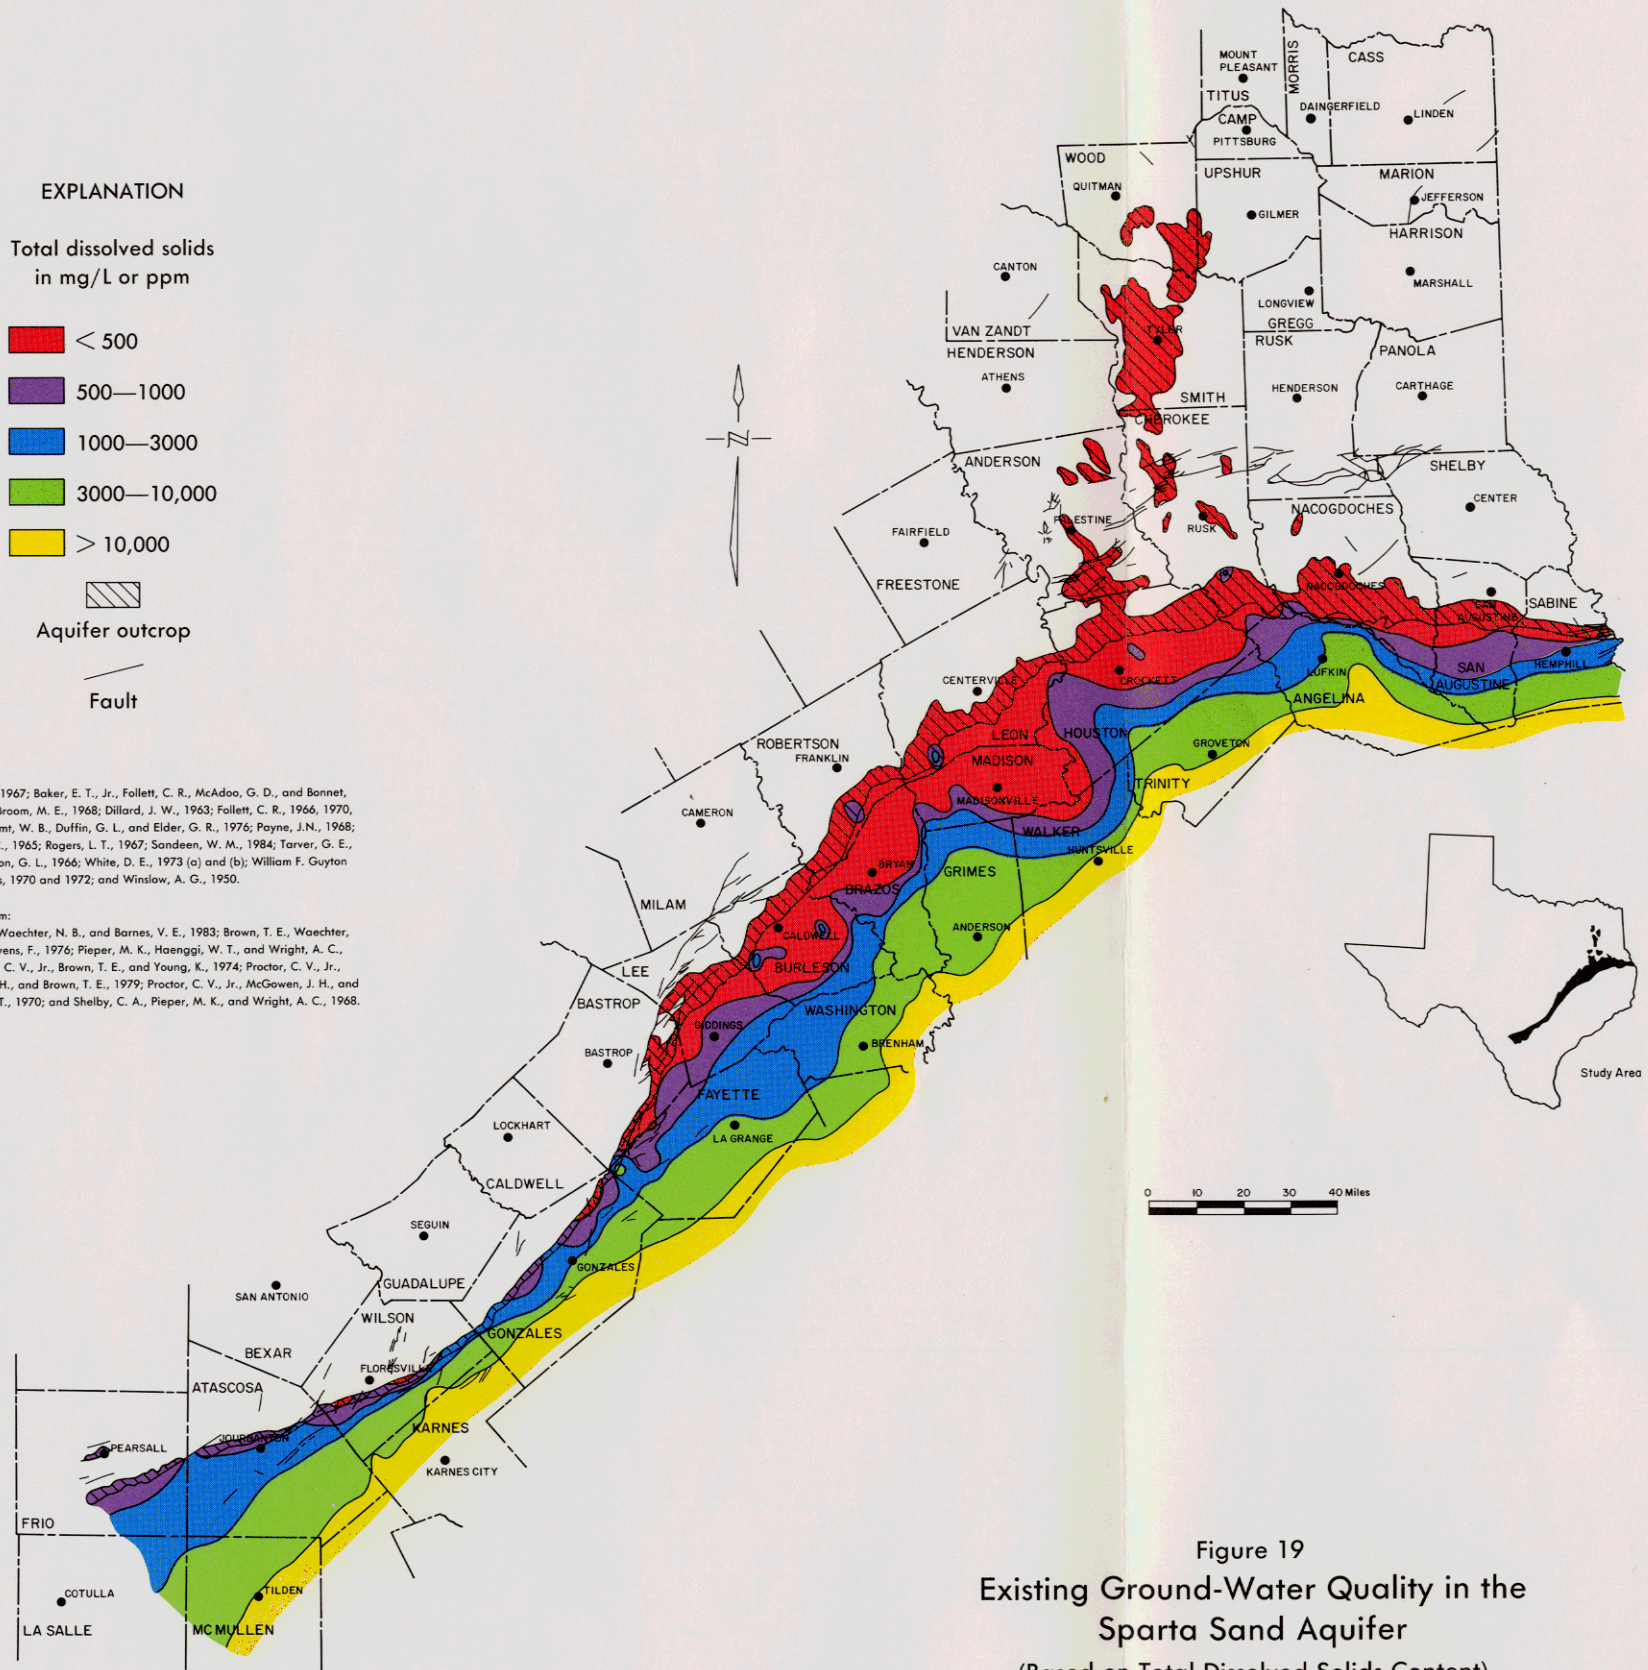 EXPLANATION
Total dissolved solids
in mg/L or ppm
< 500
500—1000
1000—3000
3000—10,000
> 10,000
Aquifer outcrop
Fault
1967; Baker, E. T., Jr., Follett, C. R., McAdoo, G. D., and Bonnet,
Broom, M. E., 1968; Dillard, J. W., 1963; Follett, C. R., 1966, 1970,
W. B., Duffin, G. L., and Elder, G. R., 1976; Payne, J.N., 1968;
1965; Rogers, L. T., 1967; Sandeen, W. M., 1984; Tarver, G. E.,
G. L., 1966; White, D. E., 1973 (a) and (b); William F. Guyton
1970 and 1972; and Winslow, A. G., 1950.
Waechter, N. B., and Barnes, V. E., 1983; Brown, T. E., Waechter,
F., 1976; Pieper, M. K., Haenggi, W. T., and Wright, A. C.,
C. V., Jr., Brown, T. E., and Young, K., 1974; Proctor, C. V., Jr.,
H., and Brown, T. E., 1979; Proctor, C. V., Jr., McGowen, J. H., and
T., 1970; and Shelby, C. A., Pieper, M. K., and Wright, A. C., 1968.
N
MOUNT
PLEASANT
TITUS
MORRIS
CASS
DAINGERFIELD
LINDEN
CAMP
PITTSBURG
WOOD
QUITMAN
UPSHUR
GILMER
MARION
JEFFERSON
HARRISON
MARSHALL
CANTON
VAN ZANDT
LONGVIEW
GREGG
RUSK
HENDERSON
ATHENS
TYLER
SMITH
HENDERSON
PANOLA
CARTHAGE
CHEROKEE
ANDERSON
PALESTINE
RUSK
SHELBY
CENTER
NACOGDOCHES
NACOGDOCHES
FAIRFIELD
FREESTONE
SAN
AUGUSTINE
SABINE
HEMPHILL
SAN
AUGUSTINE
LUFKIN
ANGELINA
CROCKETT
CENTERVILLE
LEON
HOUSTON
GROVETON
TRINITY
ROBERTSON
FRANKLIN
MADISON
MADISONVILLE
WALKER
HUNTSVILLE
CAMERON
MILAM
BRYAN
BRAZOS
GRIMES
ANDERSON
CALDWELL
BURLESON
LEE
GIDDINGS
WASHINGTON
BRENHAM
BASTROP
BASTROP
FAYETTE
LA GRANGE
LOCKHART
CALDWELL
SEGUIN
GUADALUPE
GONZALES
GONZALES
SAN ANTONIO
BEXAR
WILSON
FLORESVILLE
ATASCOSA
JOURDANTON
KARNES
KARNES CITY
PEARSALL
FRIO
COTULLA
LA SALLE
TILDEN
MC MULLEN
0 10 20 30 40 Miles
Study Area
Figure 19
Existing Ground-Water Quality in the
Sparta Sand Aquifer
(Based on Total Dissolved Solids Content)